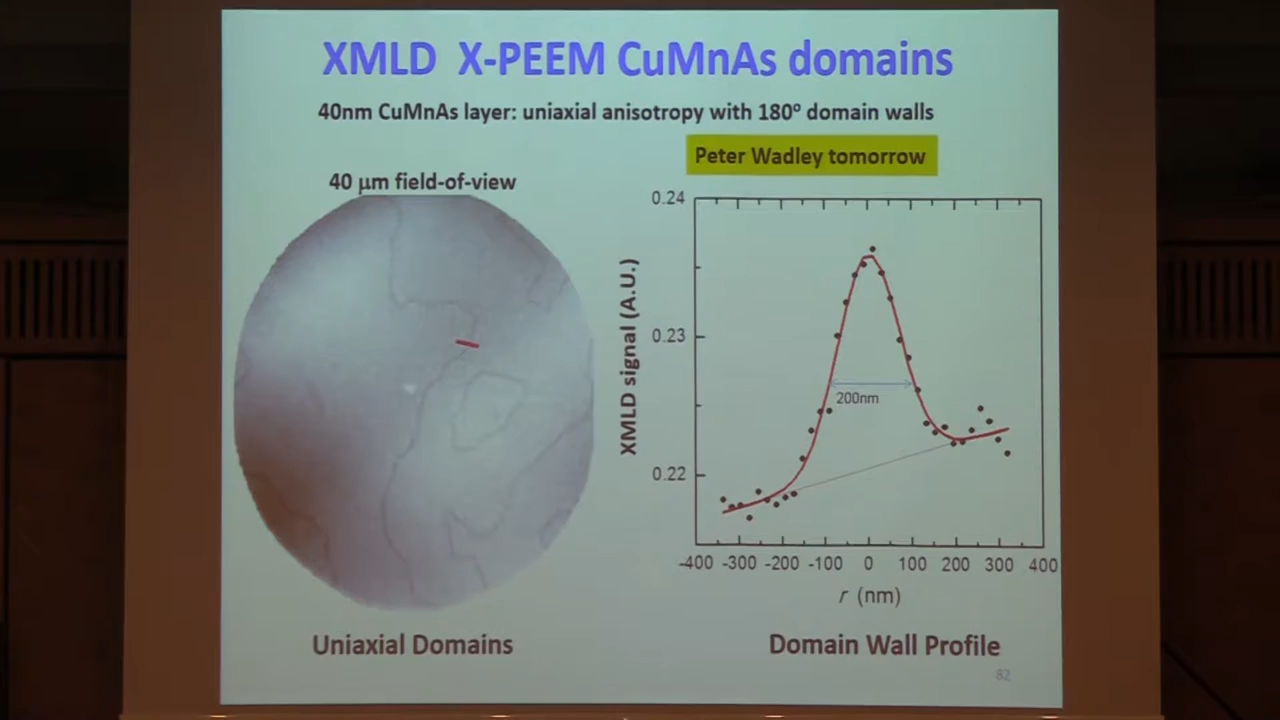 XMLD X-PEEM CuMnAs domains
40nm CuMnAs layer: uniaxial anisotropy with 180° domain walls
Peter Wadley tomorrow
40 μm field-of-view
0.24
0.23
0.22
XMLD signal (A.U.)
200nm
-400 -300 -200 -100 0 100 200 300 400
r (nm)
Uniaxial Domains
Domain Wall Profile
82